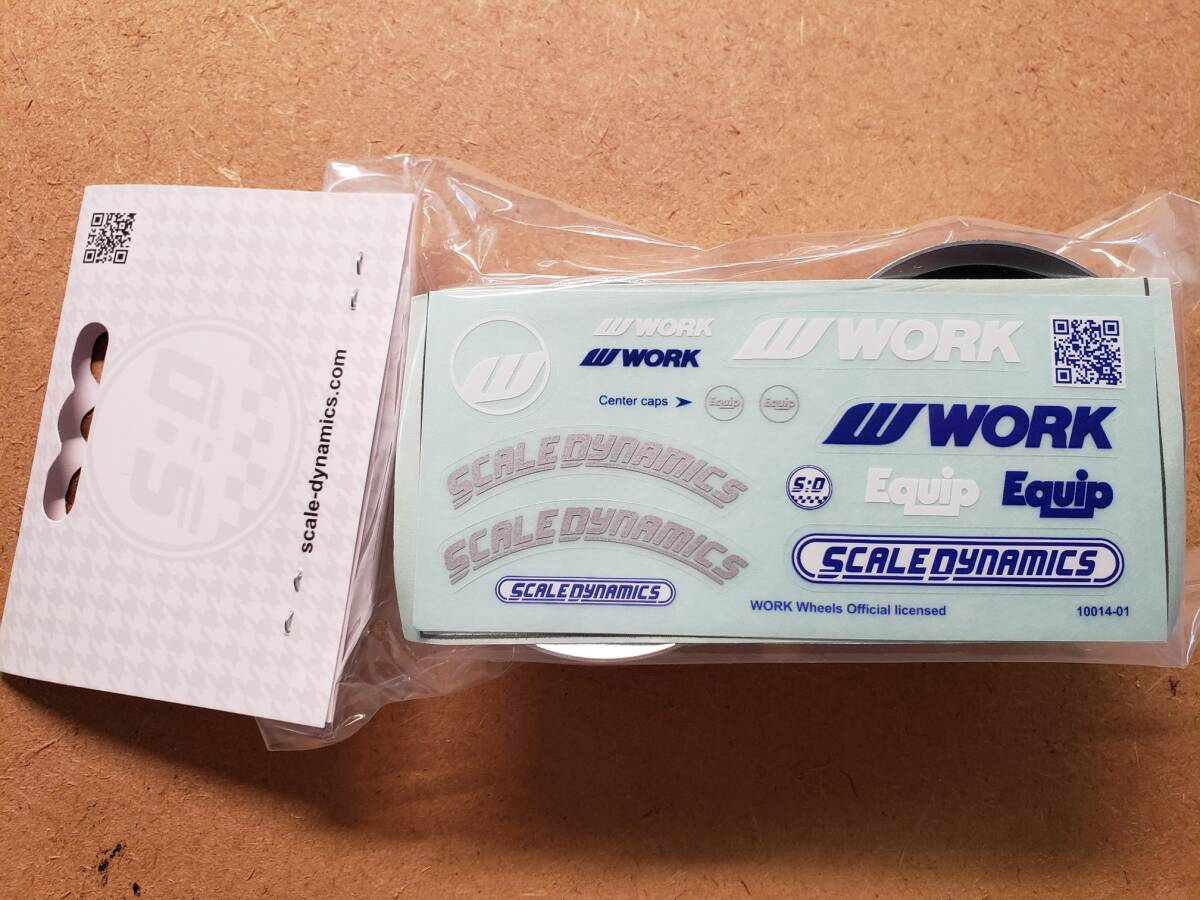 S:D
scale-dynamics.com
W
W WORK
W WORK
W WORK
Center caps
Equip
Equip
W WORK
SCALE DYNAMICS
SCALE DYNAMICS
S:D
Equip
Equip
SCALE DYNAMICS
SCALE DYNAMICS
WORK Wheels Official licensed
10014-01